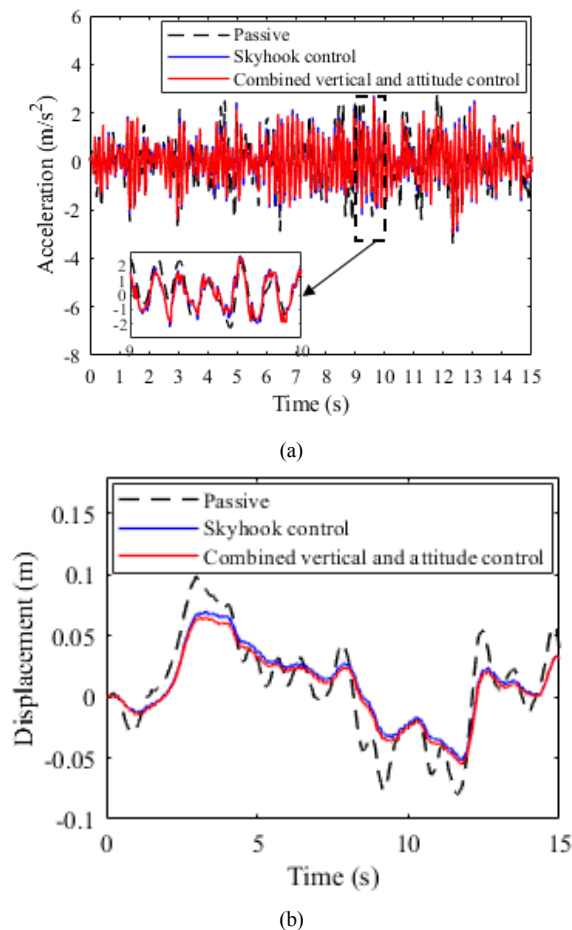 Passive
Skyhook control
Combined vertical and attitude control
Acceleration (m/s²)
8
6
4
2
0
-2
-4
-6
-8
2
1
0
-1
-2
9
10
0 1 2 3 4 5 6 7 8 9 10 11 12 13 14 15
Time (s)
(a)
Passive
Skyhook control
Combined vertical and attitude control
Displacement (m)
0.15
0.1
0.05
0
-0.05
-0.1
0 5 10 15
Time (s)
(b)